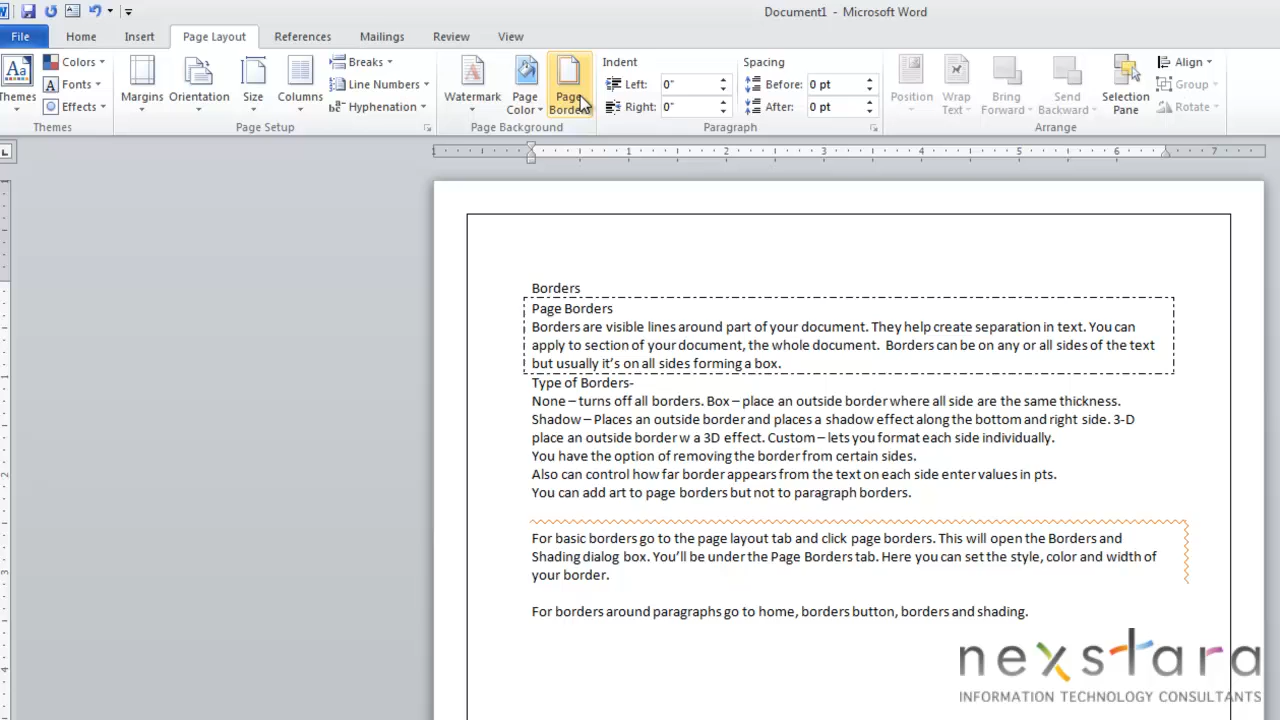 Document1 - Microsoft Word
File Home Insert Page Layout References Mailings Review View
Themes Colors Fonts Effects
Themes
Margins Orientation Size Columns Breaks Line Numbers Hyphenation
Page Setup
Watermark Page Color Page Borders
Page Background
Indent Spacing
Left: 0" Before: 0 pt
Right: 0" After: 0 pt
Paragraph
Position Wrap Text Bring Forward Send Backward Selection Pane Align Group Rotate
Arrange
1 1 2 3 4 5 6 7
Borders
Page Borders
Borders are visible lines around part of your document. They help create separation in text. You can
apply to section of your document, the whole document.  Borders can be on any or all sides of the text
but usually it's on all sides forming a box.
Type of Borders-
None – turns off all borders. Box – place an outside border where all side are the same thickness.
Shadow – Places an outside border and places a shadow effect along the bottom and right side. 3-D
place an outside border w a 3D effect. Custom – lets you format each side individually.
You have the option of removing the border from certain sides.
Also can control how far border appears from the text on each side enter values in pts.
You can add art to page borders but not to paragraph borders.
For basic borders go to the page layout tab and click page borders. This will open the Borders and
Shading dialog box. You'll be under the Page Borders tab. Here you can set the style, color and width of
your border.
For borders around paragraphs go to home, borders button, borders and shading.
nexstara
INFORMATION TECHNOLOGY CONSULTANTS